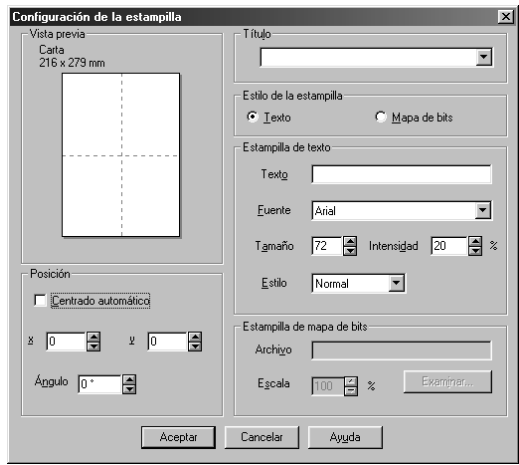 Configuración de la estampilla
Vista previa
Carta
216 x 279 mm
Posición
Centrado automático
x 0 y 0
Ángulo 0 °
Título
Estilo de la estampilla
Texto Mapa de bits
Estampilla de texto
Texto
Fuente Arial
Tamaño 72 Intensidad 20 %
Estilo Normal
Estampilla de mapa de bits
Archivo
Escala 100 % Examinar...
Aceptar Cancelar Ayuda